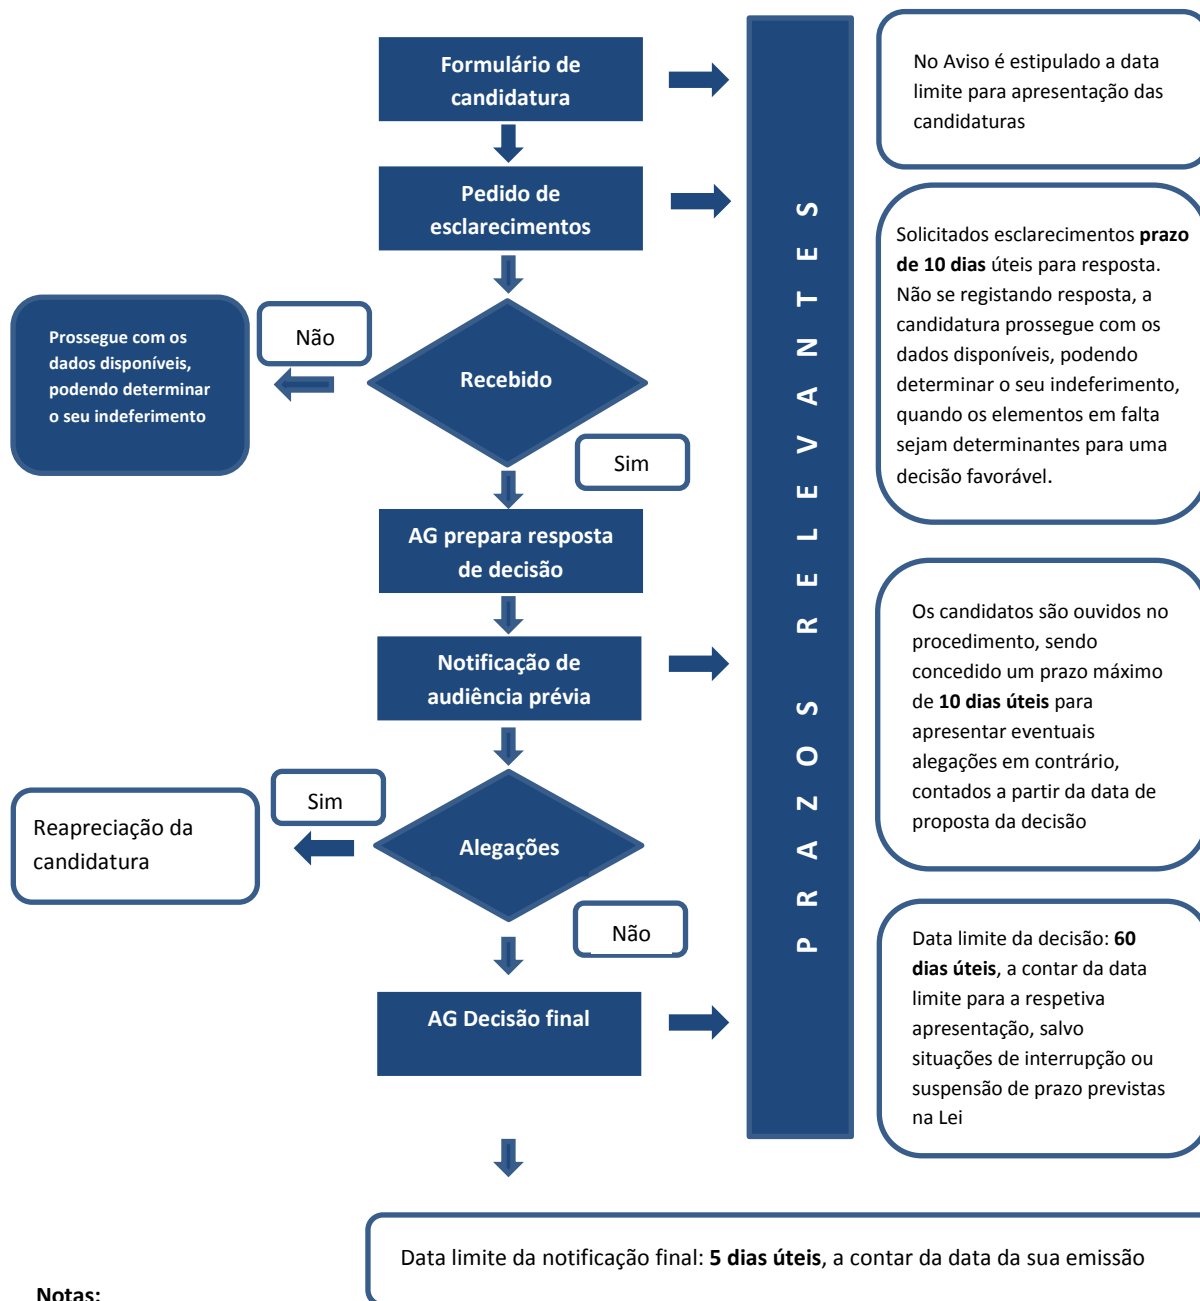 Formulário de
candidatura
No Aviso é estipulado a data
limite para apresentação das
candidaturas
Pedido de
esclarecimentos
Solicitados esclarecimentos prazo
de 10 dias úteis para resposta.
Não se registando resposta, a
candidatura prossegue com os
dados disponíveis, podendo
determinar o seu indeferimento,
quando os elementos em falta
sejam determinantes para uma
decisão favorável.
Recebido
Não
Prossegue com os
dados disponíveis,
podendo determinar
o seu indeferimento
Sim
AG prepara resposta
de decisão
Notificação de
audiência prévia
Os candidatos são ouvidos no
procedimento, sendo
concedido um prazo máximo
de 10 dias úteis para
apresentar eventuais
alegações em contrário,
contados a partir da data de
proposta da decisão
Alegações
Sim
Reapreciação da
candidatura
Não
AG Decisão final
Data limite da decisão: 60
dias úteis, a contar da data
limite para a respetiva
apresentação, salvo
situações de interrupção ou
suspensão de prazo previstas
na Lei
PRAZOS RELEVANTES
Data limite da notificação final: 5 dias úteis, a contar da data da sua emissão
Notas: